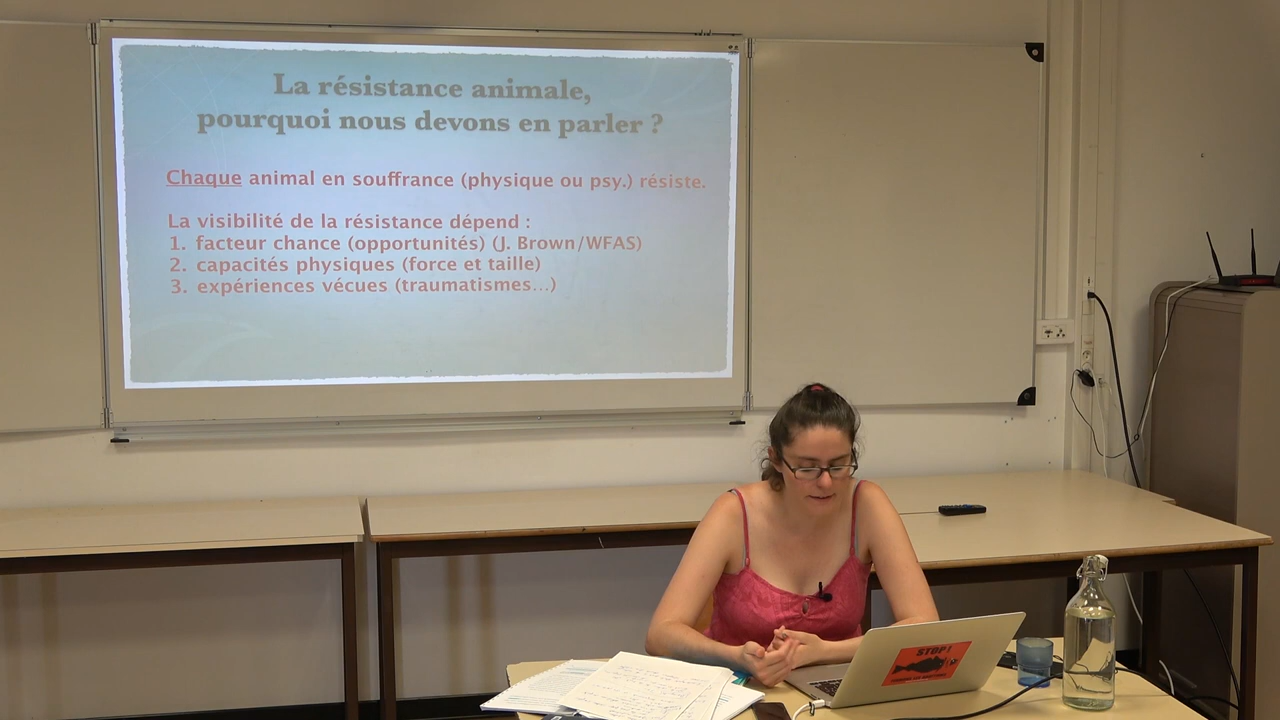 La résistance animale,
pourquoi nous devons en parler ?
Chaque animal en souffrance (physique ou psy.) résiste.
La visibilité de la résistance dépend :
1. facteur chance (opportunités) (J. Brown/WFAS)
2. capacités physiques (force et taille)
3. expériences vécues (traumatismes...)
STOP!